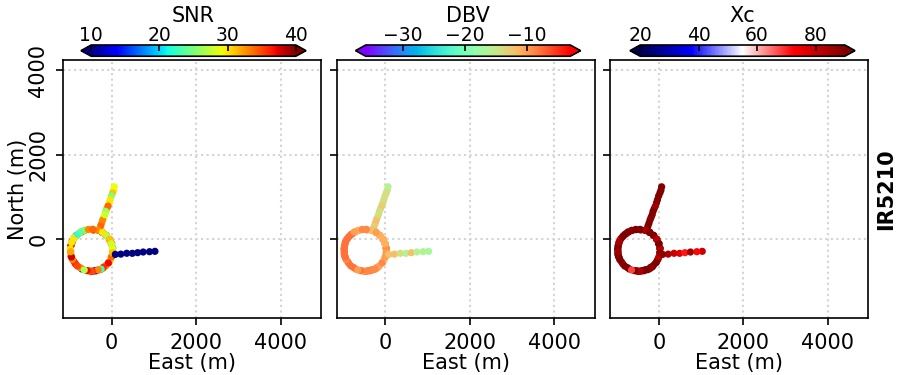 SNR DBV Xc
10 20 30 40 −30 −20 −10 20 40 60 80
4000
2000
0
North (m)
0 2000 4000 0 2000 4000 0 2000 4000
East (m) East (m) East (m)
IR5210